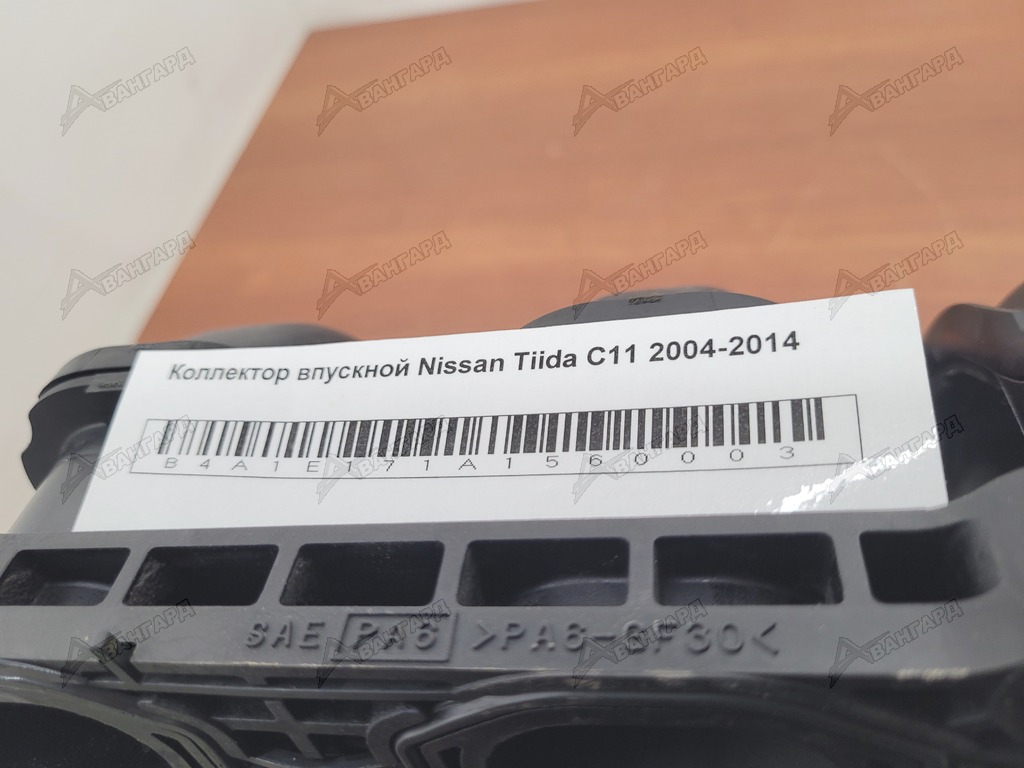 Коллектор впускной Nissan Tiida C11 2004-2014
B4A1E171A1560003
SAE PA6 >PA6-GF30<
АВАНГАРД